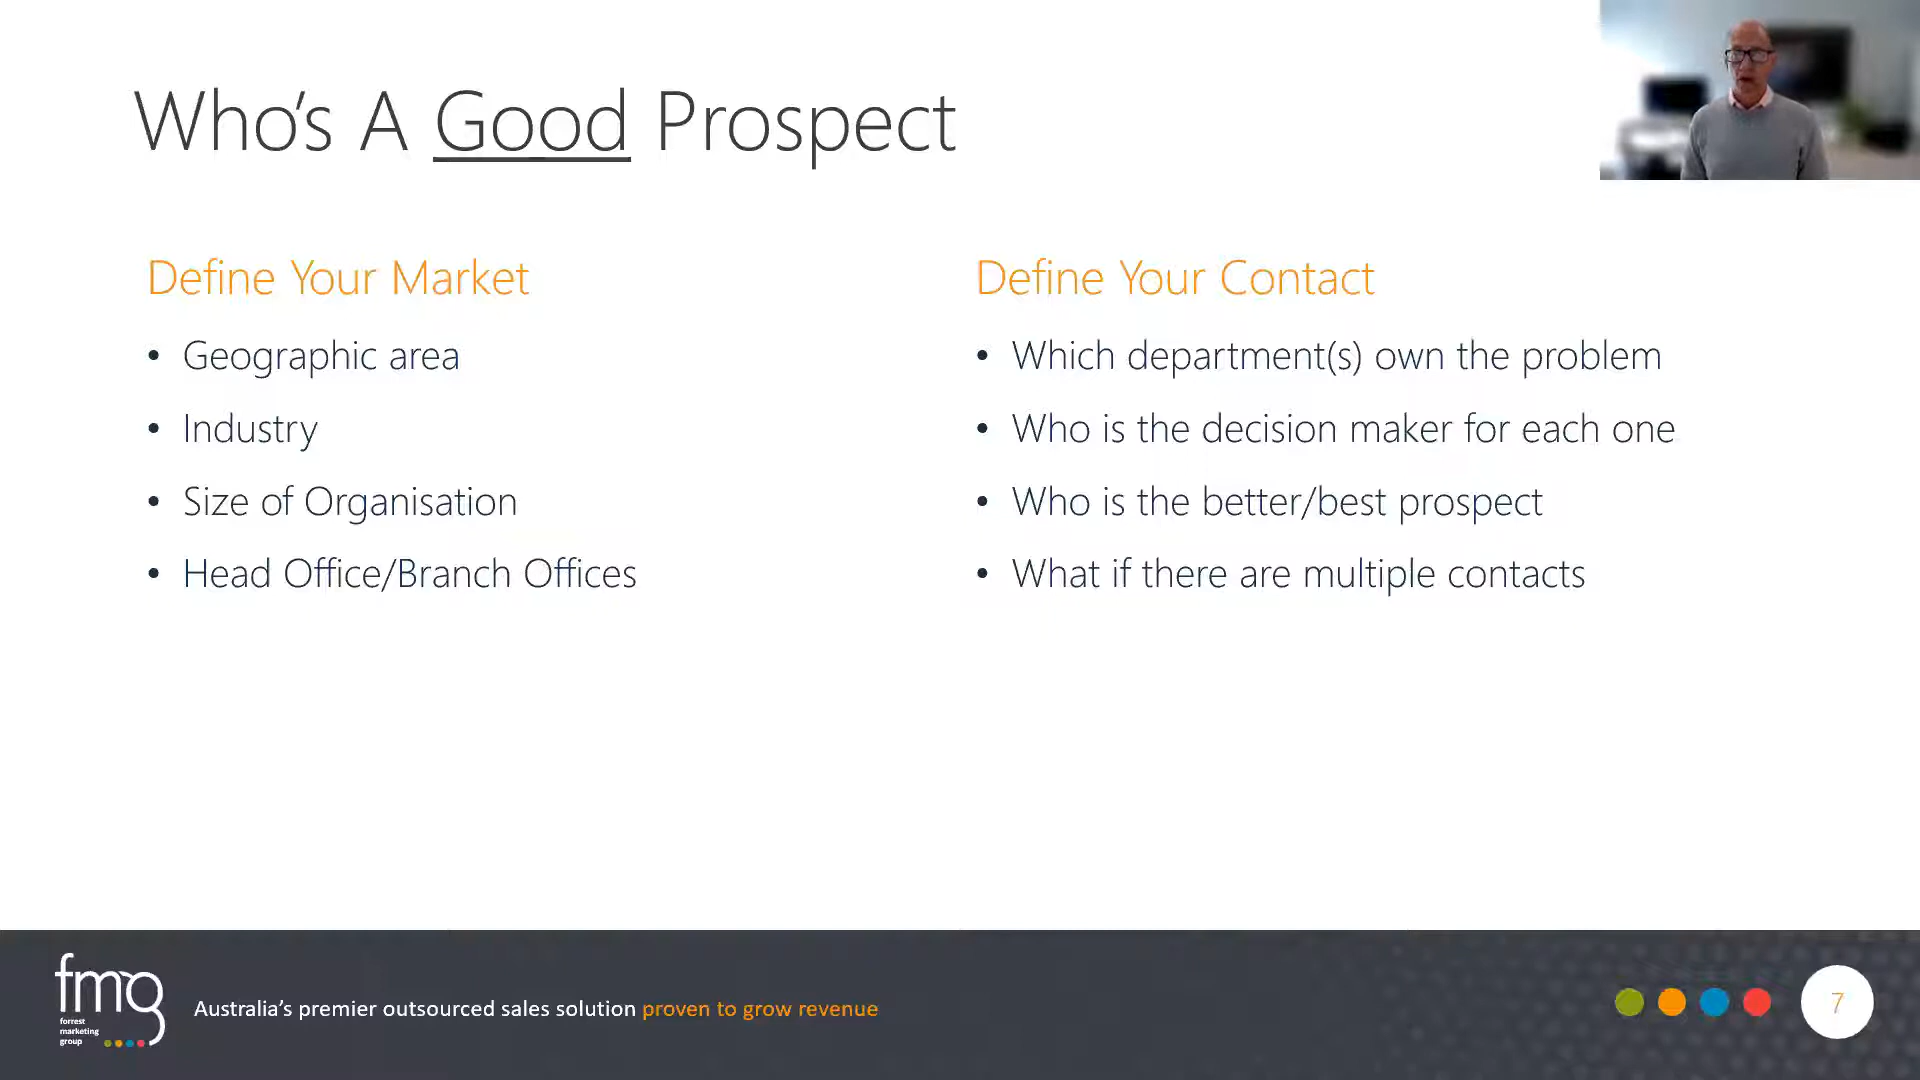 Who's A Good Prospect
Define Your Market
• Geographic area
• Industry
• Size of Organisation
• Head Office/Branch Offices
Define Your Contact
• Which department(s) own the problem
• Who is the decision maker for each one
• Who is the better/best prospect
• What if there are multiple contacts
fmg
forrest
marketing
group
Australia's premier outsourced sales solution proven to grow revenue
7